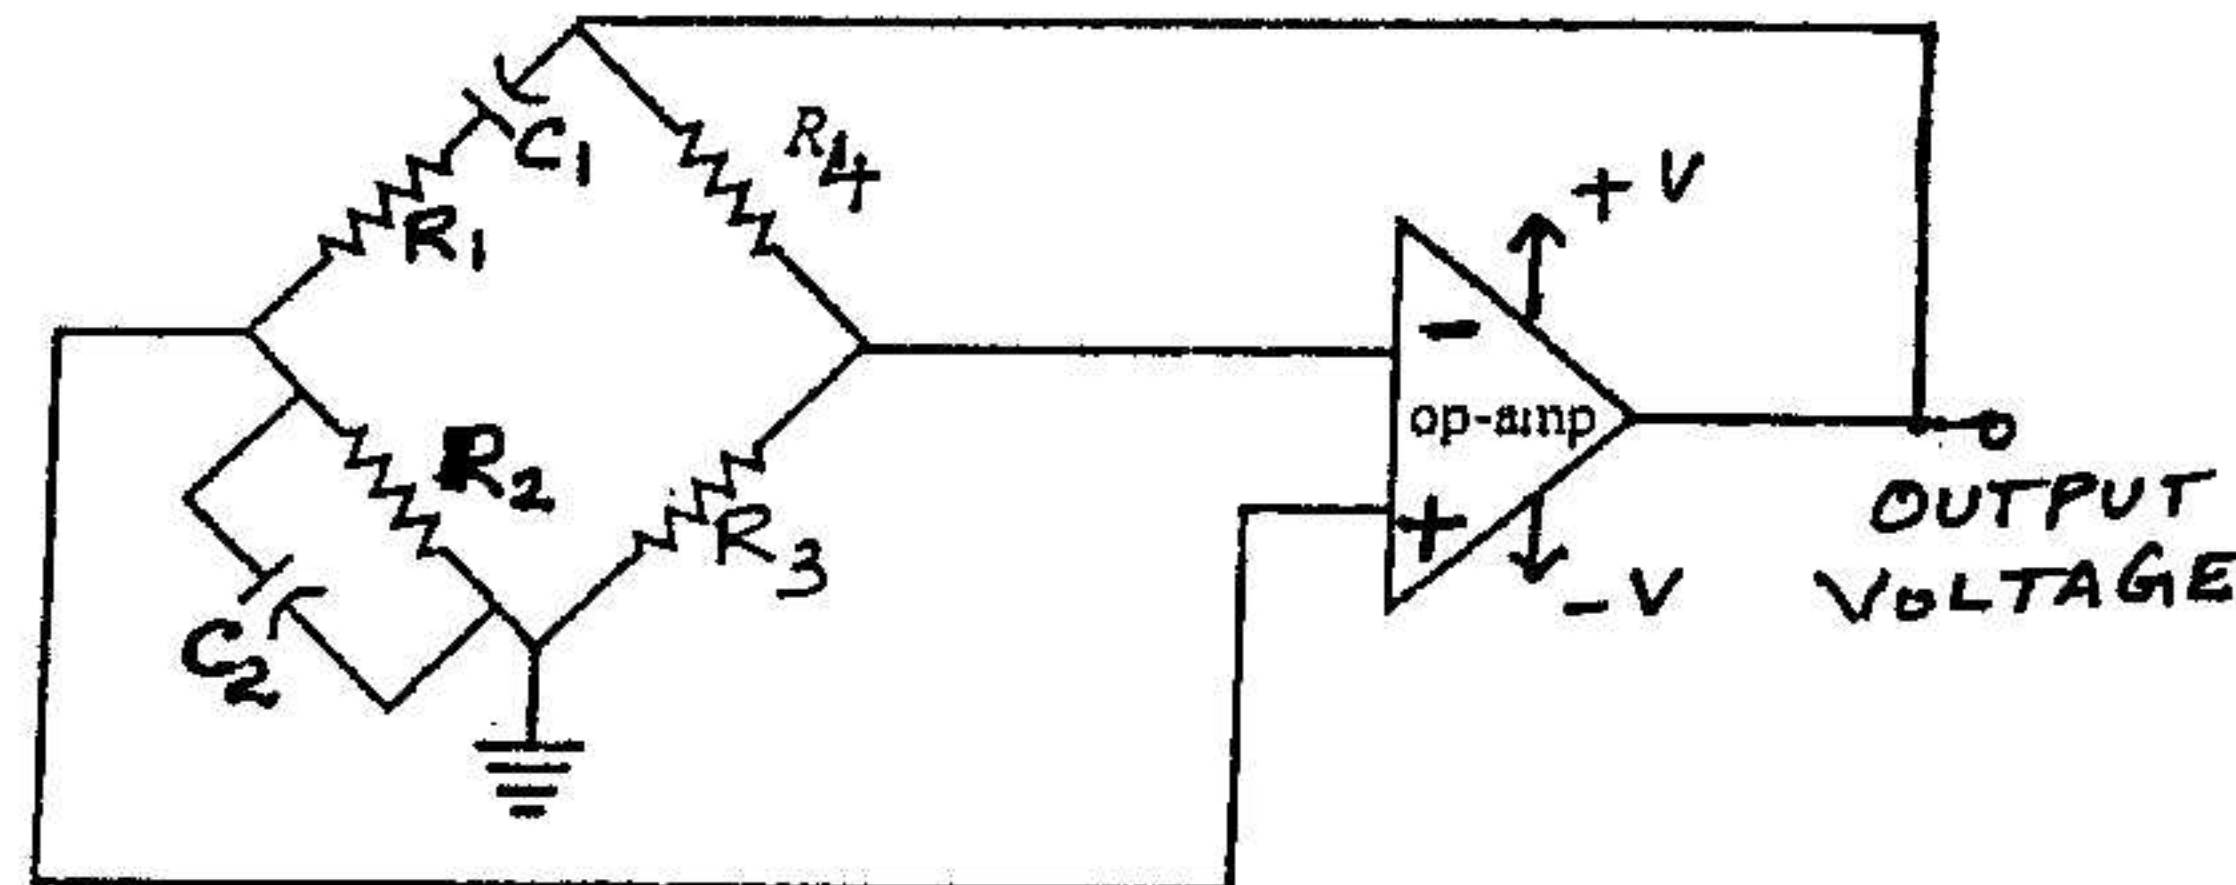 C1
R4
R1
+V
-
op-amp
R2
+
R3
-V
OUTPUT
VOLTAGE
C2